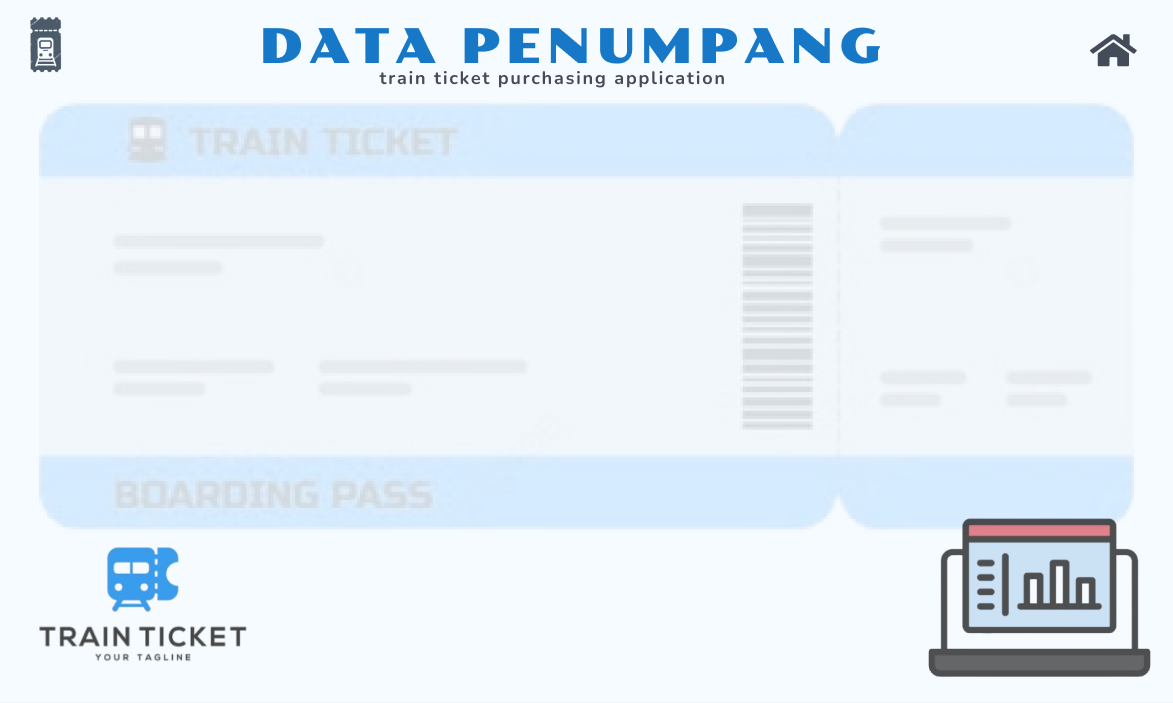 DATA PENUMPANG
train ticket purchasing application
TRAIN TICKET
BOARDING PASS
TRAIN TICKET
YOUR TAGLINE